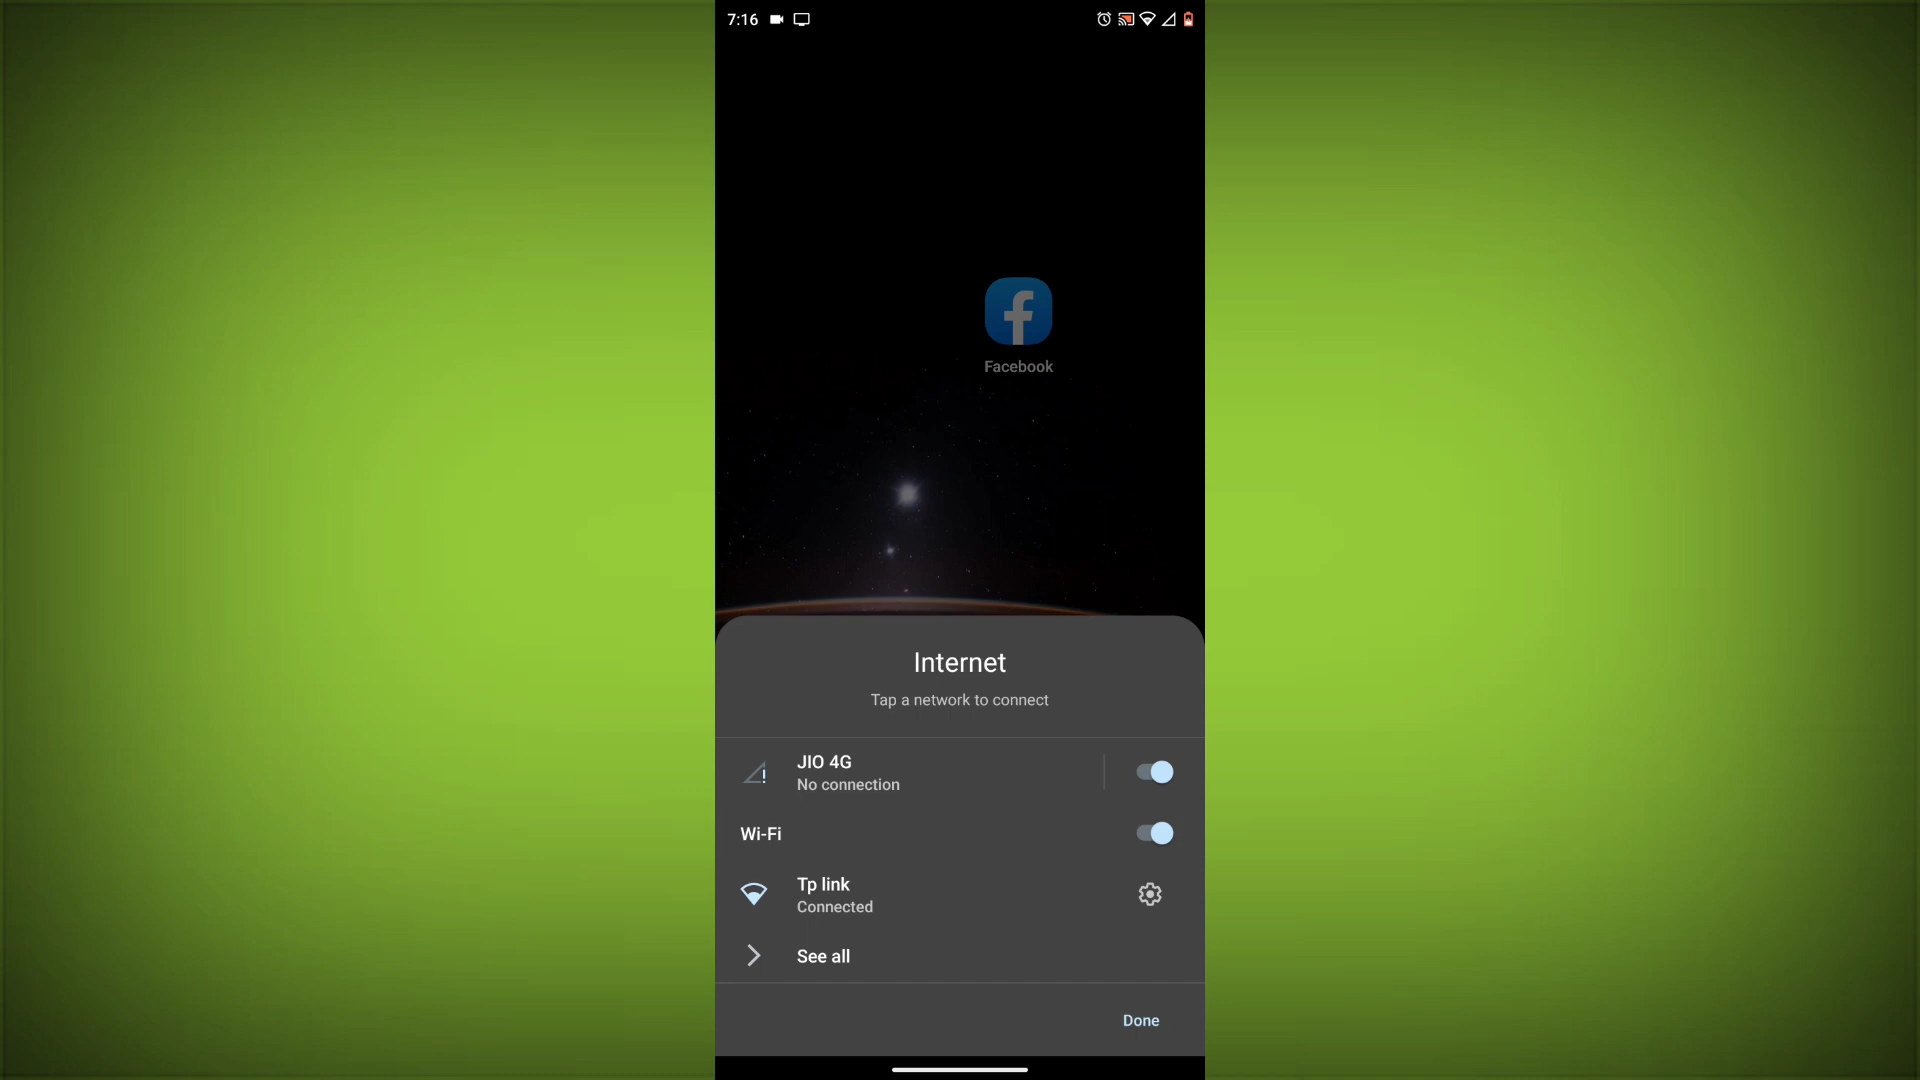 7:16
Facebook
Internet
Tap a network to connect
JIO 4G
No connection
Wi-Fi
Tp link
Connected
See all
Done